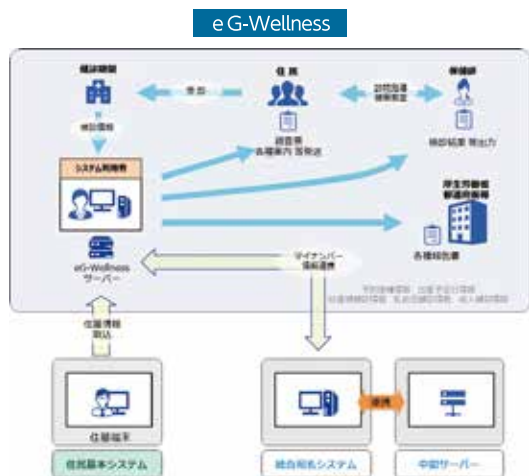 eG-Wellness
健診機関
住民
保健師
受診
訪問指導
健康教室
健診情報
調査票
各種案内 等発送
検診結果 等出力
システム利用者
厚生労働省
都道府県等
各種報告書
eG-Wellness
サーバー
マイナンバー
情報連携
住基情報
取込
住基端末
連携
住民基本システム
統合宛名システム
中間サーバー